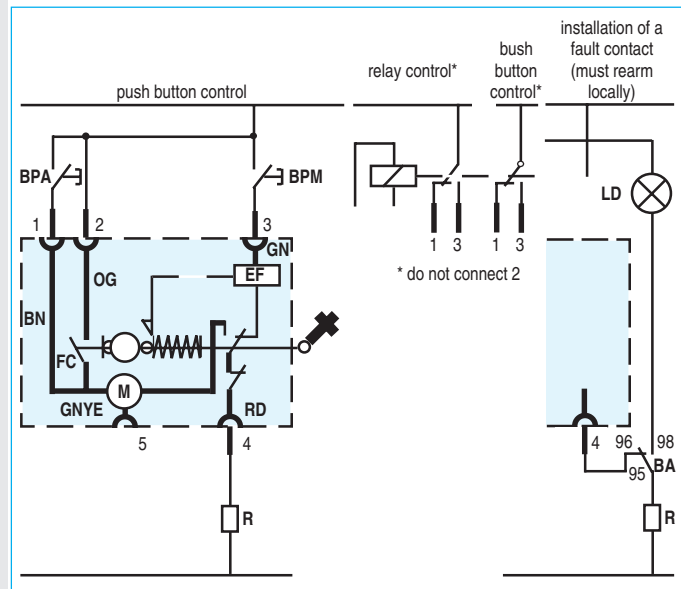 push button control
relay control*
bush
button
control*
installation of a
fault contact
(must rearm
locally)
BPA
BPM
LD
1
2
3
GN
EF
OG
BN
FC
M
GNYE
RD
5
4
R
1
3
1
3
* do not connect 2
4
96
98
95
BA
R